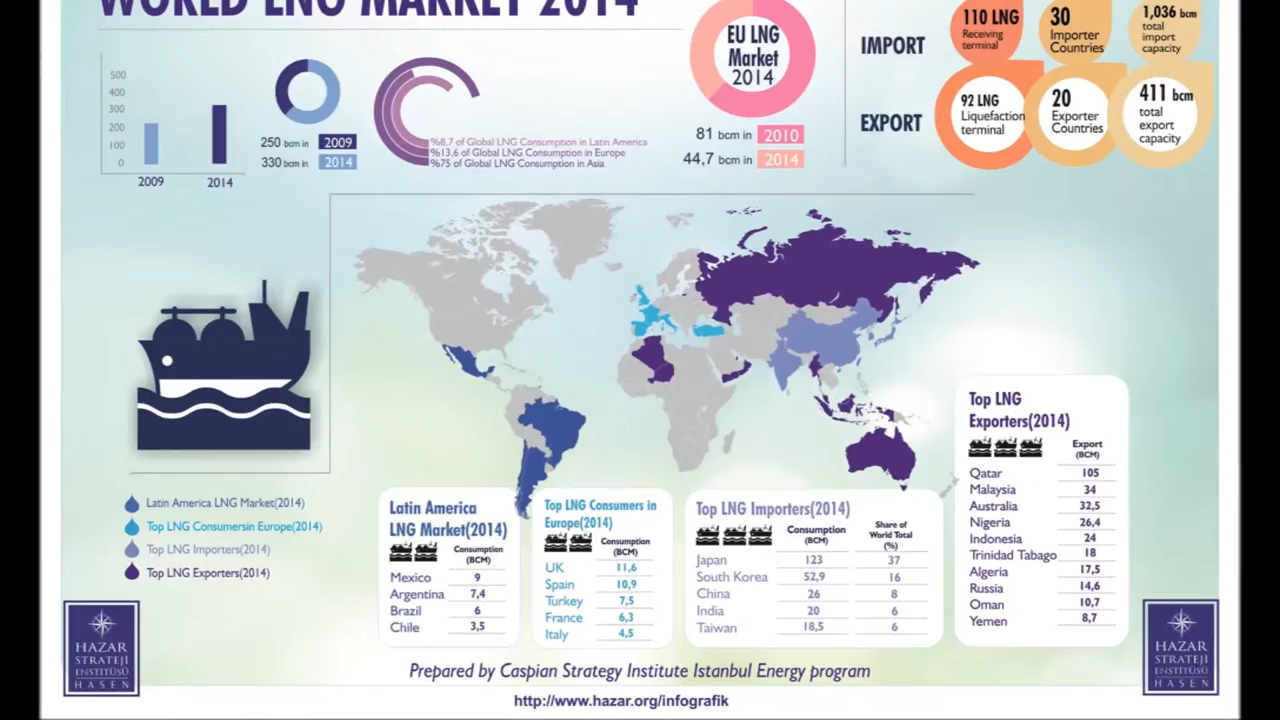 WORLD LNG MARKET 2014
500
400
300
200
100
0
2009
2014
250 bcm in 2009
330 bcm in 2014
%8,7 of Global LNG Consumption in Latin America
%13,6 of Global LNG Consumption in Europe
%75 of Global LNG Consumption in Asia
EU LNG
Market
2014
81 bcm in 2010
44,7 bcm in 2014
IMPORT
110 LNG
Receiving
terminal
30
Importer
Countries
1,036 bcm
total
import
capacity
EXPORT
92 LNG
Liquefaction
terminal
20
Exporter
Countries
411 bcm
total
export
capacity
Latin America LNG Market(2014)
Top LNG Consumersin Europe(2014)
Top LNG Importers(2014)
Top LNG Exporters(2014)
Latin America
LNG Market(2014)
Consumption
(BCM)
Mexico 9
Argentina 7,4
Brazil 6
Chile 3,5
Top LNG Consumers in
Europe(2014)
Consumption
(BCM)
UK 11,6
Spain 10,9
Turkey 7,5
France 6,3
Italy 4,5
Top LNG Importers(2014)
Consumption
(BCM)
Share of
World Total
(%)
Japan 123 37
South Korea 52,9 16
China 26 8
India 20 6
Taiwan 18,5 6
Top LNG
Exporters(2014)
Export
(BCM)
Qatar 105
Malaysia 34
Australia 32,5
Nigeria 26,4
Indonesia 24
Trinidad Tabago 18
Algeria 17,5
Russia 14,6
Oman 10,7
Yemen 8,7
HAZAR
STRATEJİ
ENSTİTÜSÜ
HASEN
HAZAR
STRATEJİ
ENSTİTÜSÜ
HASEN
Prepared by Caspian Strategy Institute Istanbul Energy program
http://www.hazar.org/infografik